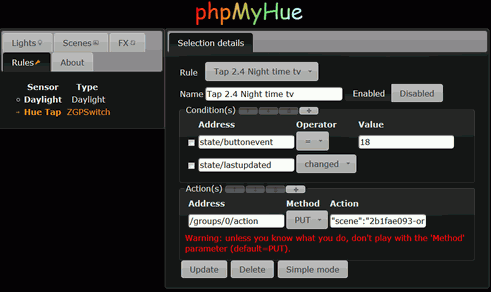 phpMyHue
Lights Scenes FX
Rules About
Sensor Type
Daylight Daylight
Hue Tap ZGPSwitch
Selection details
Rule Tap 2.4 Night time tv
Name Tap 2.4 Night time tv Enabled Disabled
Condition(s)
Address Operator Value
state/buttonevent = 18
state/lastupdated changed
Action(s)
Address Method Action
/groups/0/action PUT "scene":"2b1fae093-or
Warning: unless you know what you do, don't play with the 'Method'
parameter (default=PUT).
Update Delete Simple mode